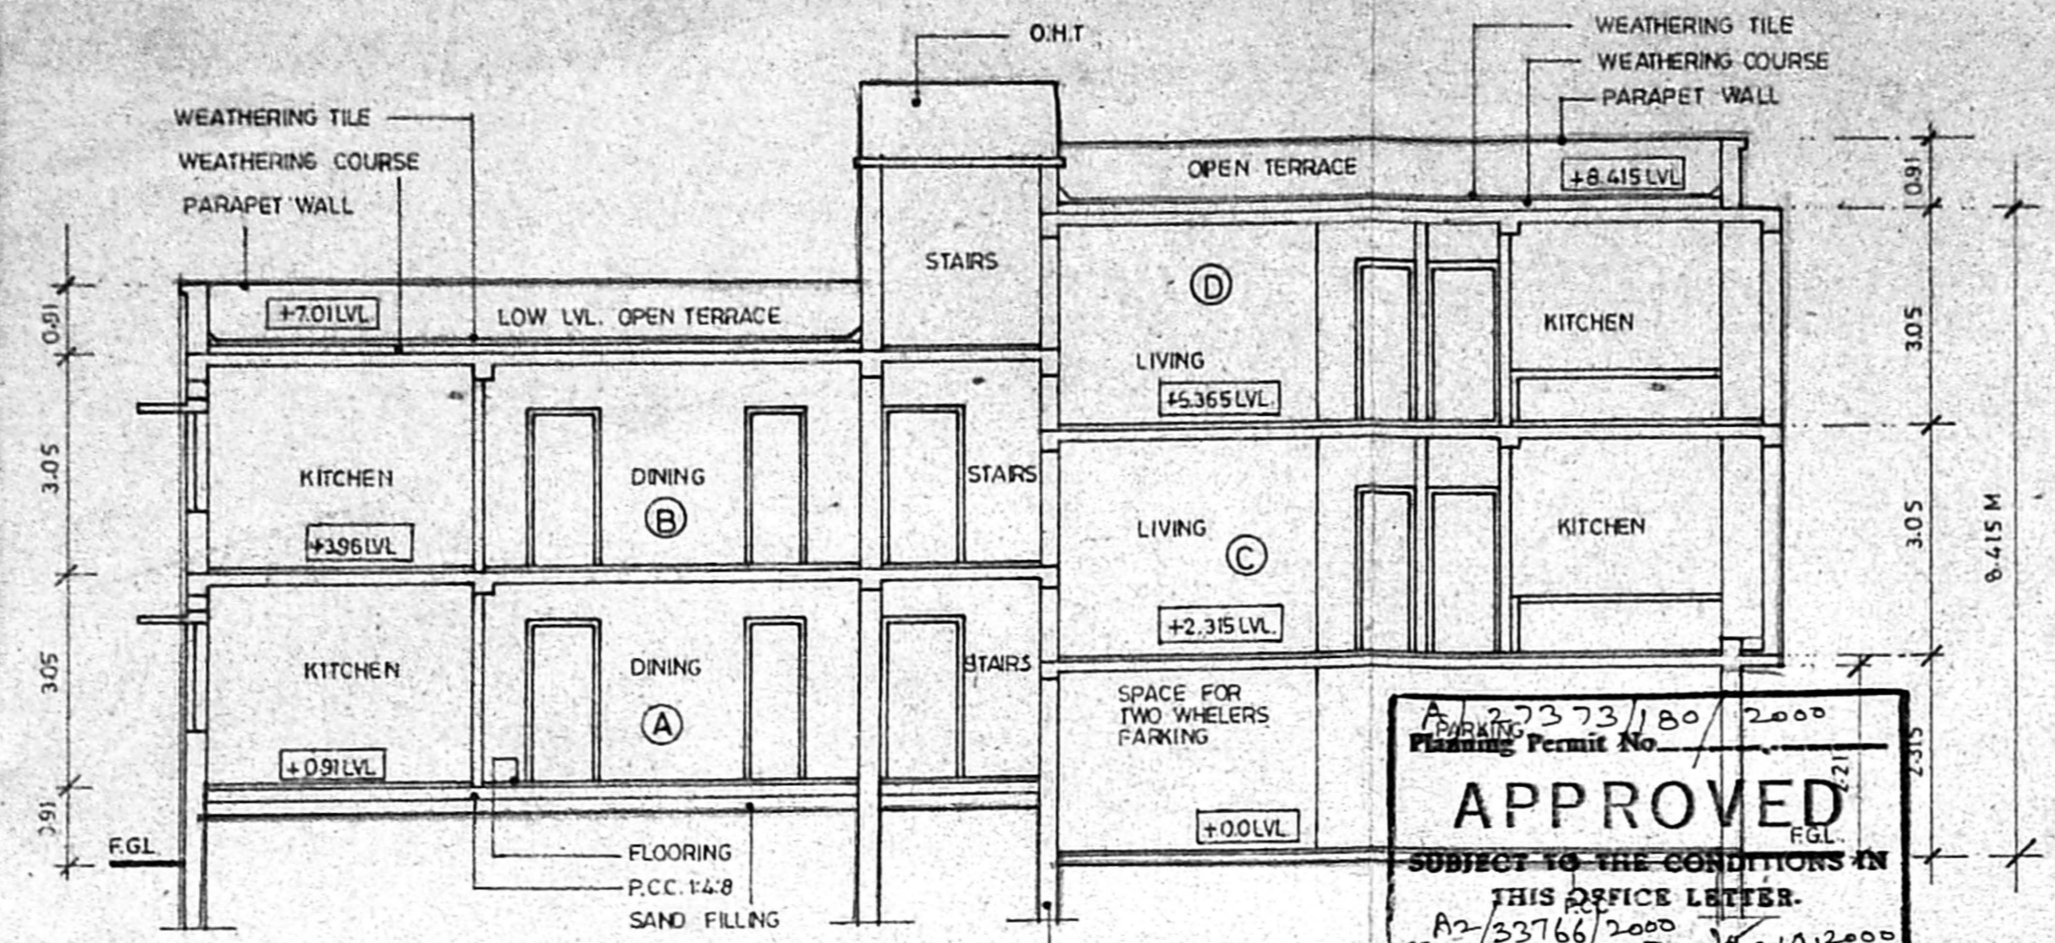 O.H.T
WEATHERING TILE
WEATHERING COURSE
PARAPET WALL
WEATHERING TILE
WEATHERING COURSE
PARAPET WALL
OPEN TERRACE
+8.415 LVL
0.91
STAIRS
D
KITCHEN
LIVING
+5.365 LVL.
3.05
0.91
+7.01 LVL.
LOW LVL. OPEN TERRACE
3.05
KITCHEN
DINING
B
STAIRS
+3.96 LVL
LIVING
C
KITCHEN
+2.315 LVL.
3.05
8.415 M
3.05
KITCHEN
DINING
A
STAIRS
+0.91 LVL
SPACE FOR
TWO WHELERS
PARKING
+0.0 LVL
PARKING
2.21
2.315
0.91
F.G.L.
FLOORING
P.C.C. 1:4:8
SAND FILLING
F.G.L.
P.C.C.
A/27373/180/2000
Planning Permit No
APPROVED
SUBJECT TO THE CONDITIONS IN
THIS OFFICE LETTER.
A2/33766/2000